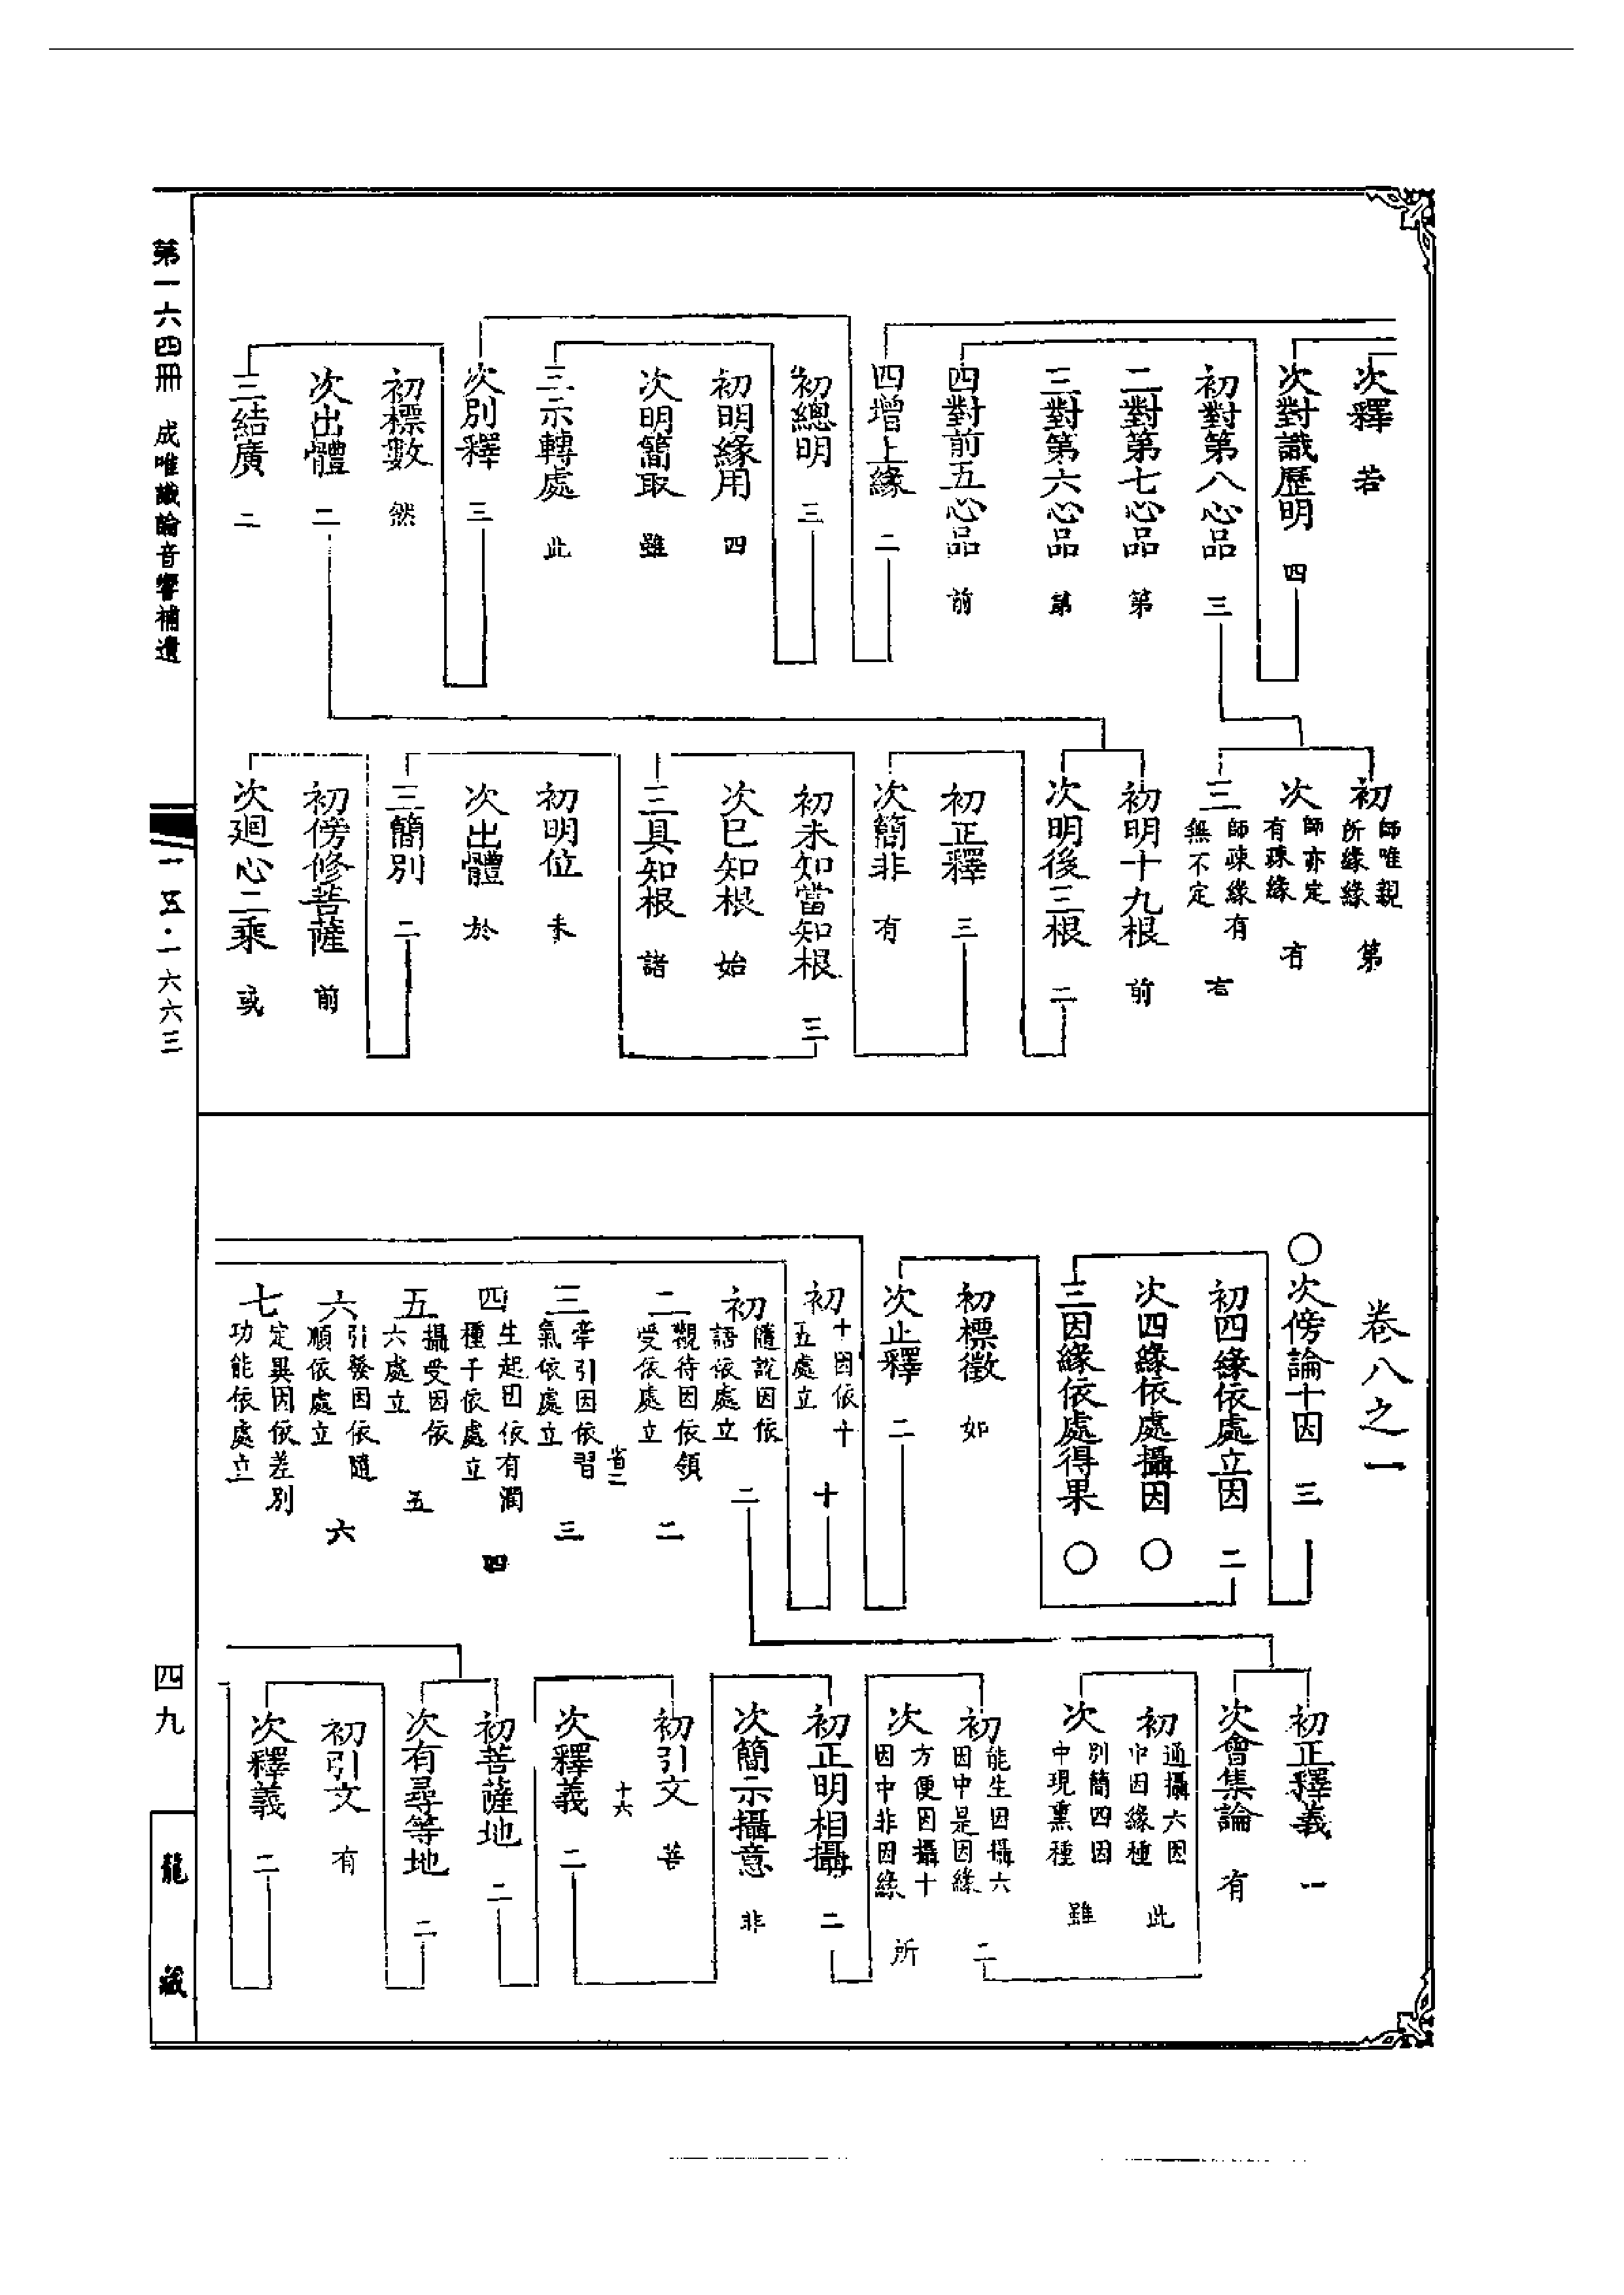 次釋　若
次對識歷明　四
初對第八心品　三
二對第七心品　第
三對第六心品　第
四對前五心品　前
四增上緣　二
初總明　三
初明緣用　四
次明簡取　雖
三示轉處　此
次別釋　三
初標數　然
次出體　二
三結廣　二
初師唯親所緣緣　第
次師亦定有疎緣　有
三師疎緣有無不定　有
初明十九根　前
次明後三根　二
初正釋　三
次簡非　有
初未知當知根　三
次已知根　始
三具知根　諸
初明位　未
次出體　於
三簡別　二
初傍修菩薩　前
次迴心二乘　或
卷八之一
〇次傍論十因　三
初四緣依處立因　二
次四緣依處攝因　〇
三因緣依處得果　〇
初標徵　如
次正釋　二
初十因依十五處立　十
初隨說因依語依處立　二
二觀待因依領受依處立　二
三牽引因依習氣依處立　三
省二
四生起因依有潤種子依處立　四
五攝受因依六處立　五
六引發因依隨順依處立　六
七定異因依差別功能依處立
初正釋義　一
次會集論　有
初通攝六因中因緣種　此
次別簡四因中現熏種　雖
初能生因攝六因中是因緣　二
次方便因攝十因中非因緣　所
初正明相攝　二
次簡示攝意　非
初引文　菩
十六
次釋義　二
初菩薩地　二
次有尋等地　二
初引文　有
次釋義　二
第一六四冊　成唯識論音響補遺
一五·一六六三
四九
龍藏